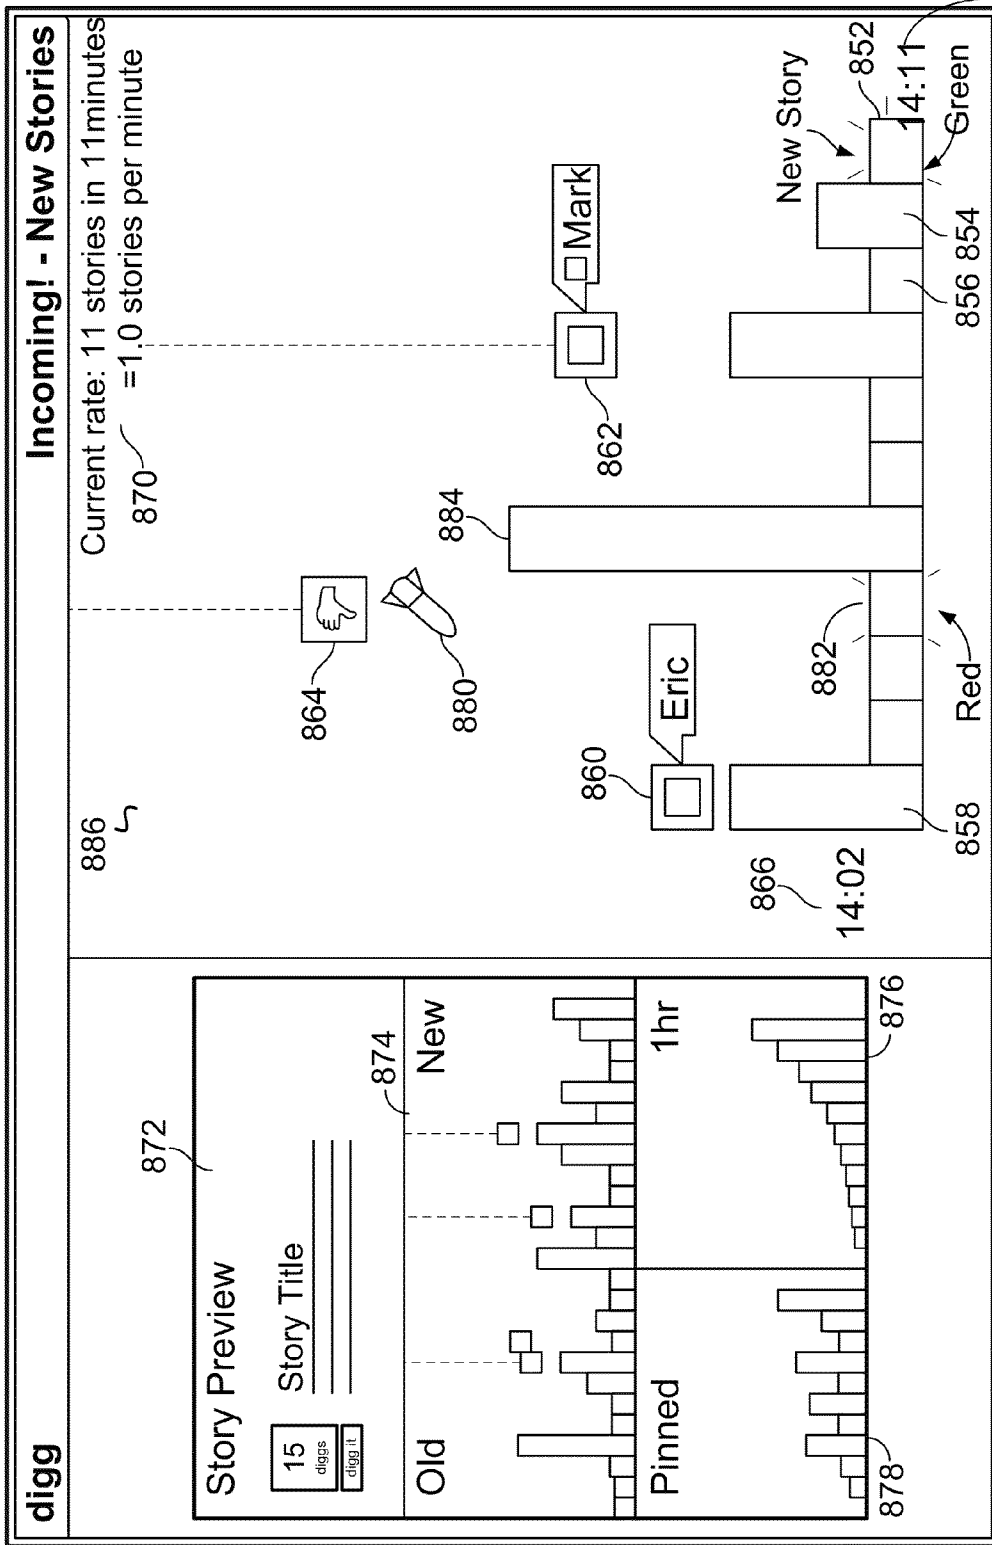 digg
Incoming! - New Stories
872
Story Preview
15
diggs
digg it
Story Title
874
Old
New
Pinned
1hr
878
876
886
Current rate: 11 stories in 11minutes
=1.0 stories per minute
870
864
880
884
862
Mark
860
Eric
882
866
14:02
858
Red
856
854
New Story
852
14:11
Green